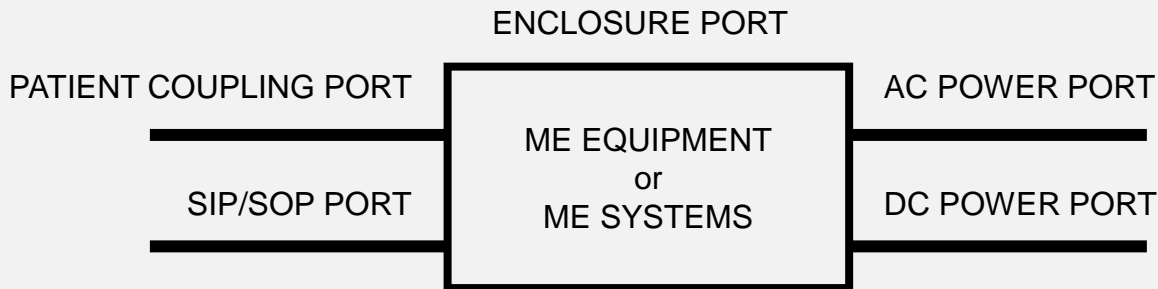 ENCLOSURE PORT
PATIENT COUPLING PORT
AC POWER PORT
ME EQUIPMENT
or
ME SYSTEMS
SIP/SOP PORT
DC POWER PORT